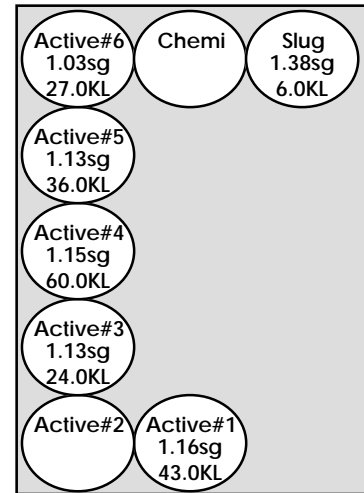 Active#6
1.03sg
27.0KL
Chemi
Slug
1.38sg
6.0KL
Active#5
1.13sg
36.0KL
Active#4
1.15sg
60.0KL
Active#3
1.13sg
24.0KL
Active#2
Active#1
1.16sg
43.0KL